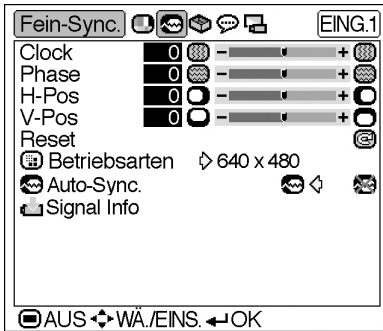 Fein-Sync. EING.1
Clock 0 - +
Phase 0 - +
H-Pos 0 - +
V-Pos 0 - +
Reset
Betriebsarten 640 x 480
Auto-Sync.
Signal Info
AUS WÄ./EINS. OK